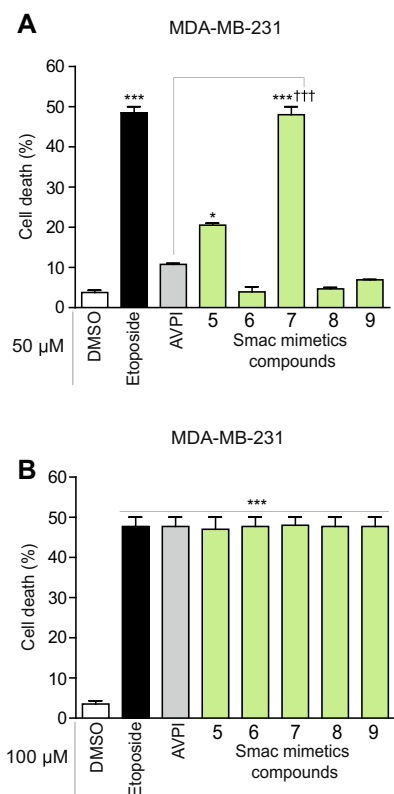 A
MDA-MB-231
Cell death (%)
60
50
40
30
20
10
0
***
*
***†††
50 µM
DMSO
Etoposide
AVPI
5
6
7
8
9
Smac mimetics
compounds
B
MDA-MB-231
Cell death (%)
60
50
40
30
20
10
0
***
100 µM
DMSO
Etoposide
AVPI
5
6
7
8
9
Smac mimetics
compounds